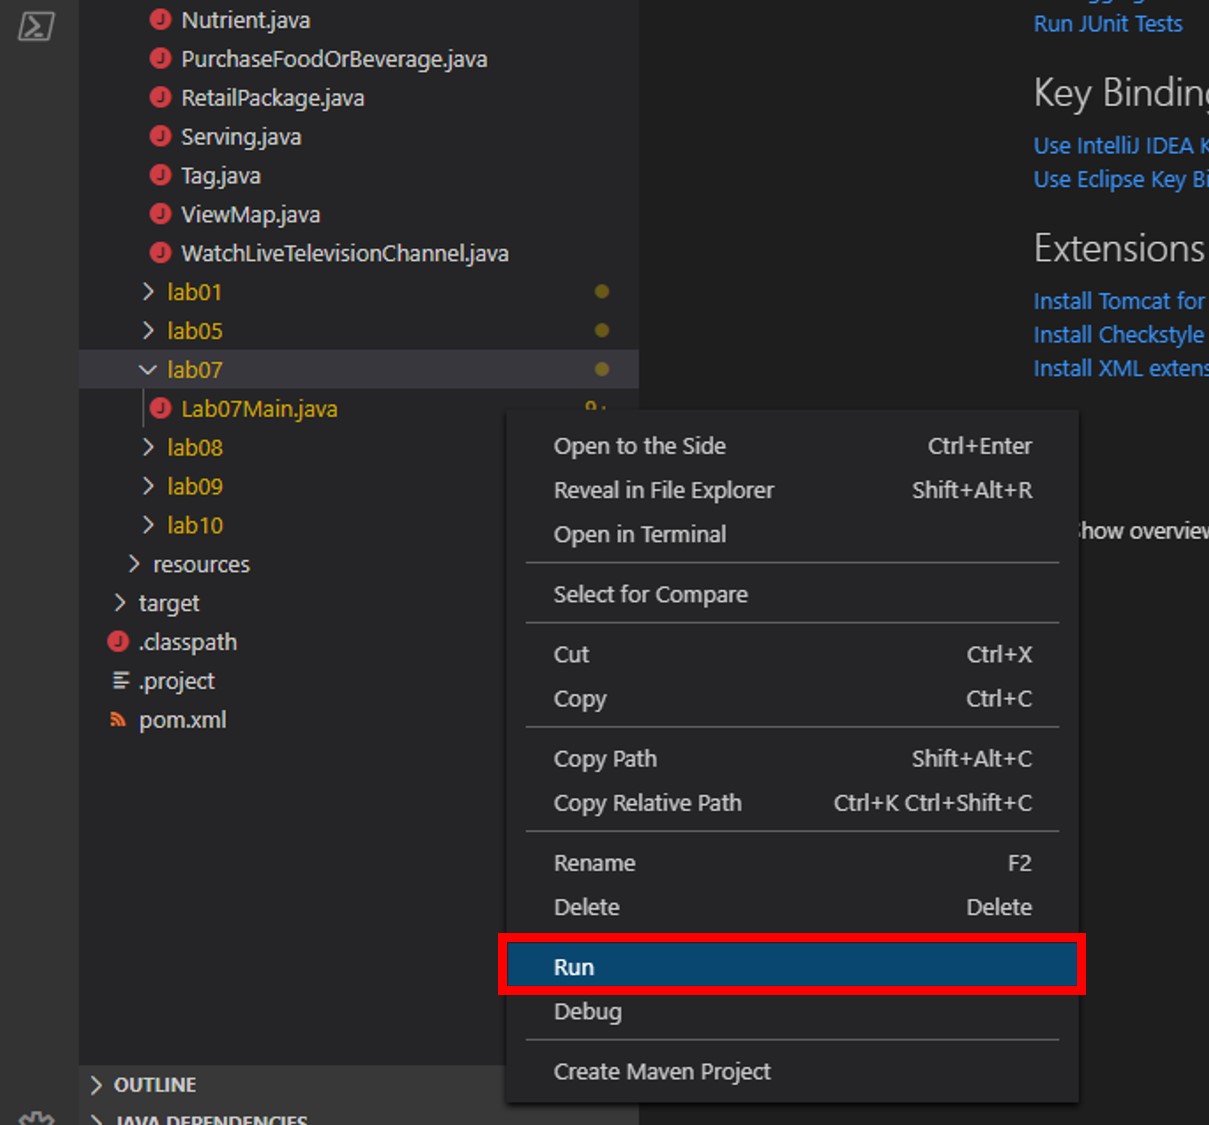 Nutrient.java
PurchaseFoodOrBeverage.java
RetailPackage.java
Serving.java
Tag.java
ViewMap.java
WatchLiveTelevisionChannel.java
lab01
lab05
lab07
Lab07Main.java
lab08
lab09
lab10
resources
target
.classpath
.project
pom.xml
OUTLINE
JAVA DEPENDENCIES
Open to the Side Ctrl+Enter
Reveal in File Explorer Shift+Alt+R
Open in Terminal
Select for Compare
Cut Ctrl+X
Copy Ctrl+C
Copy Path Shift+Alt+C
Copy Relative Path Ctrl+K Ctrl+Shift+C
Rename F2
Delete Delete
Run
Debug
Create Maven Project
Run JUnit Tests
Key Binding
Use IntelliJ IDEA K
Use Eclipse Key Bi
Extensions
Install Tomcat for
Install Checkstyle
Install XML extens
Show overview